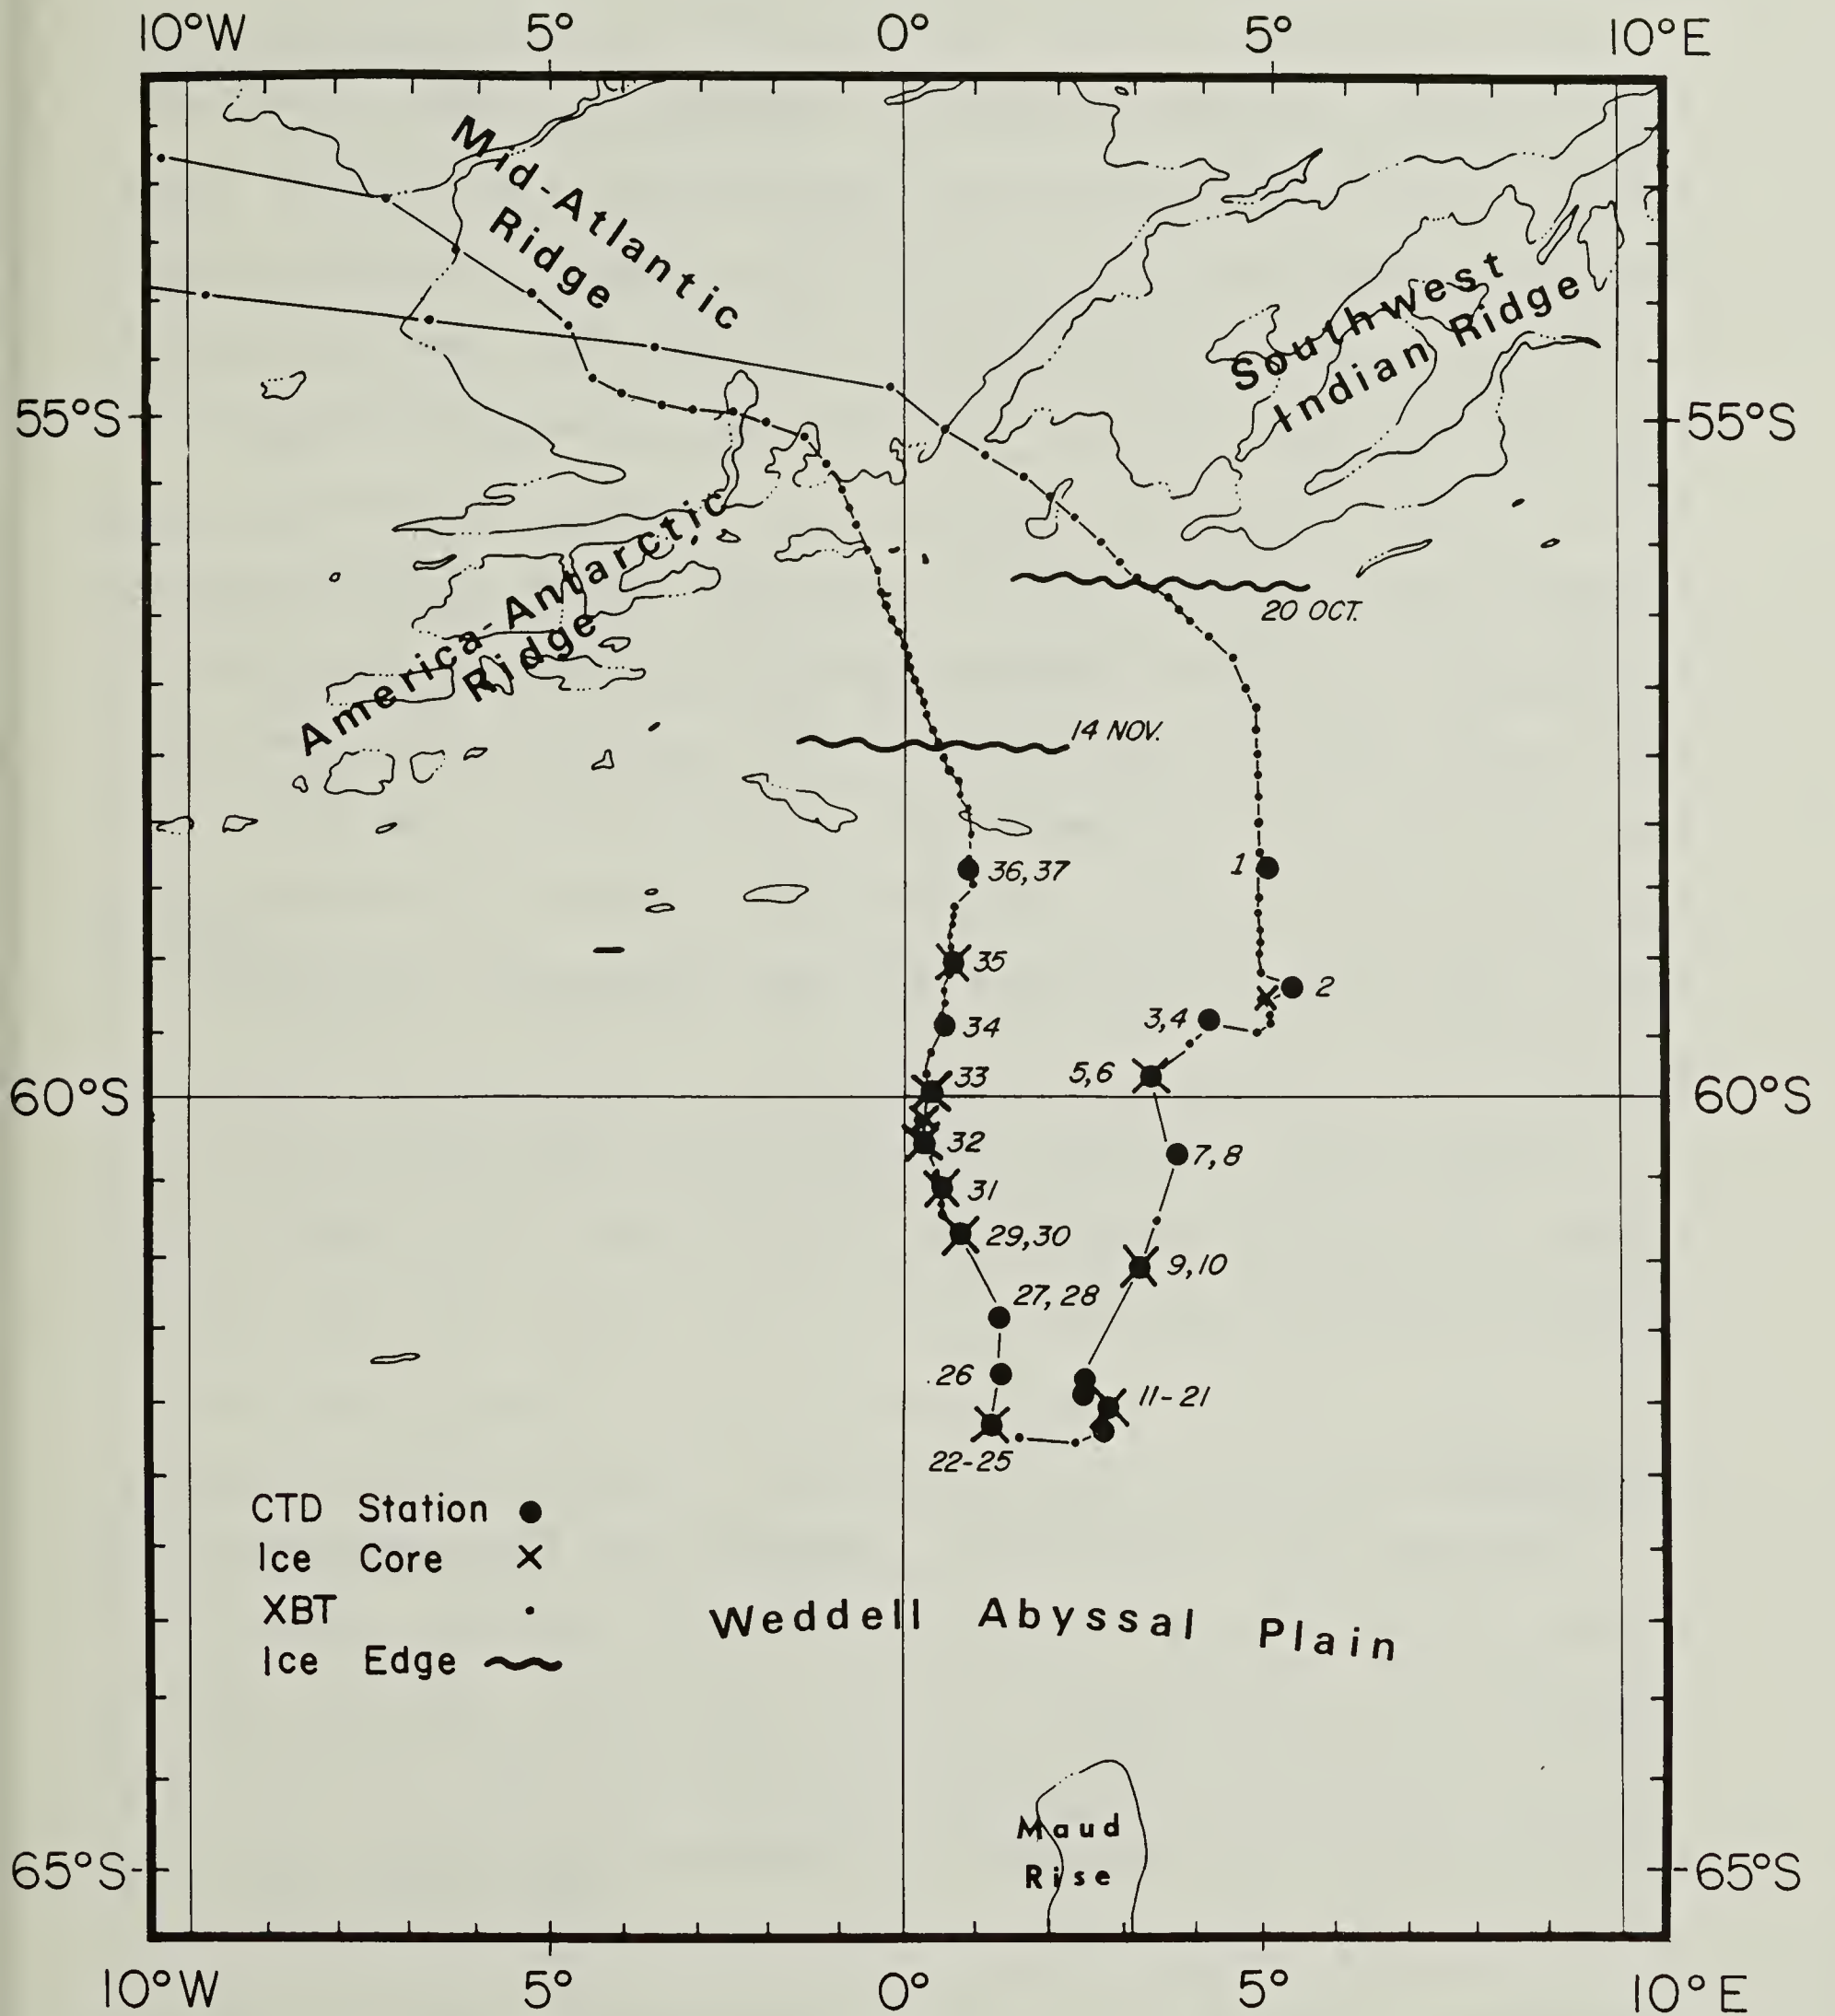 10°W 5° 0° 5° 10°E
Mid-Atlantic
Ridge
Southwest
Indian Ridge
55°S 55°S
America-Antarctic
Ridge
20 OCT.
14 NOV.
36,37
1
35
2
34
3,4
33
5,6
60°S 60°S
32
7,8
31
29,30
9,10
27,28
26
11-21
22-25
CTD Station
Ice Core
XBT
Ice Edge
Weddell Abyssal Plain
Maud
Rise
65°S 65°S
10°W 5° 0° 5° 10°E